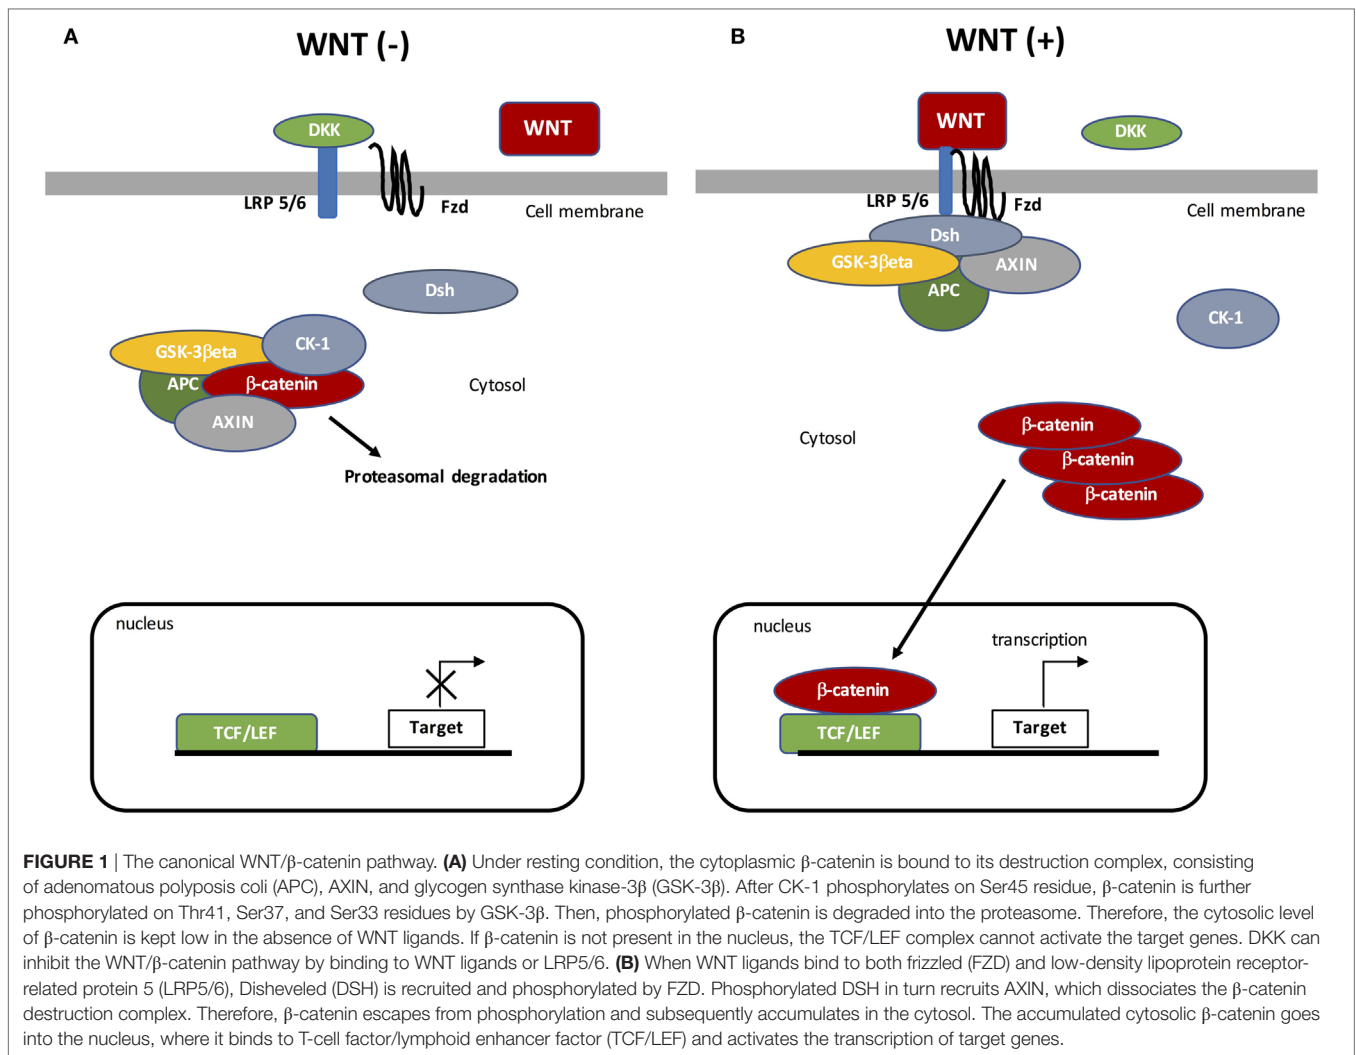 A
WNT (-)
DKK
WNT
LRP 5/6
Fzd
Cell membrane
Dsh
GSK-3βeta
CK-1
APC
β-catenin
AXIN
Cytosol
Proteasomal degradation
nucleus
TCF/LEF
Target
B
WNT (+)
WNT
DKK
LRP 5/6
Fzd
Cell membrane
Dsh
GSK-3βeta
AXIN
APC
CK-1
Cytosol
β-catenin
β-catenin
β-catenin
nucleus
transcription
β-catenin
TCF/LEF
Target
FIGURE 1 | The canonical WNT/β-catenin pathway. (A) Under resting condition, the cytoplasmic β-catenin is bound to its destruction complex, consisting
of adenomatous polyposis coli (APC), AXIN, and glycogen synthase kinase-3β (GSK-3β). After CK-1 phosphorylates on Ser45 residue, β-catenin is further
phosphorylated on Thr41, Ser37, and Ser33 residues by GSK-3β. Then, phosphorylated β-catenin is degraded into the proteasome. Therefore, the cytosolic level
of β-catenin is kept low in the absence of WNT ligands. If β-catenin is not present in the nucleus, the TCF/LEF complex cannot activate the target genes. DKK can
inhibit the WNT/β-catenin pathway by binding to WNT ligands or LRP5/6. (B) When WNT ligands bind to both frizzled (FZD) and low-density lipoprotein receptor-
related protein 5 (LRP5/6), Disheveled (DSH) is recruited and phosphorylated by FZD. Phosphorylated DSH in turn recruits AXIN, which dissociates the β-catenin
destruction complex. Therefore, β-catenin escapes from phosphorylation and subsequently accumulates in the cytosol. The accumulated cytosolic β-catenin goes
into the nucleus, where it binds to T-cell factor/lymphoid enhancer factor (TCF/LEF) and activates the transcription of target genes.